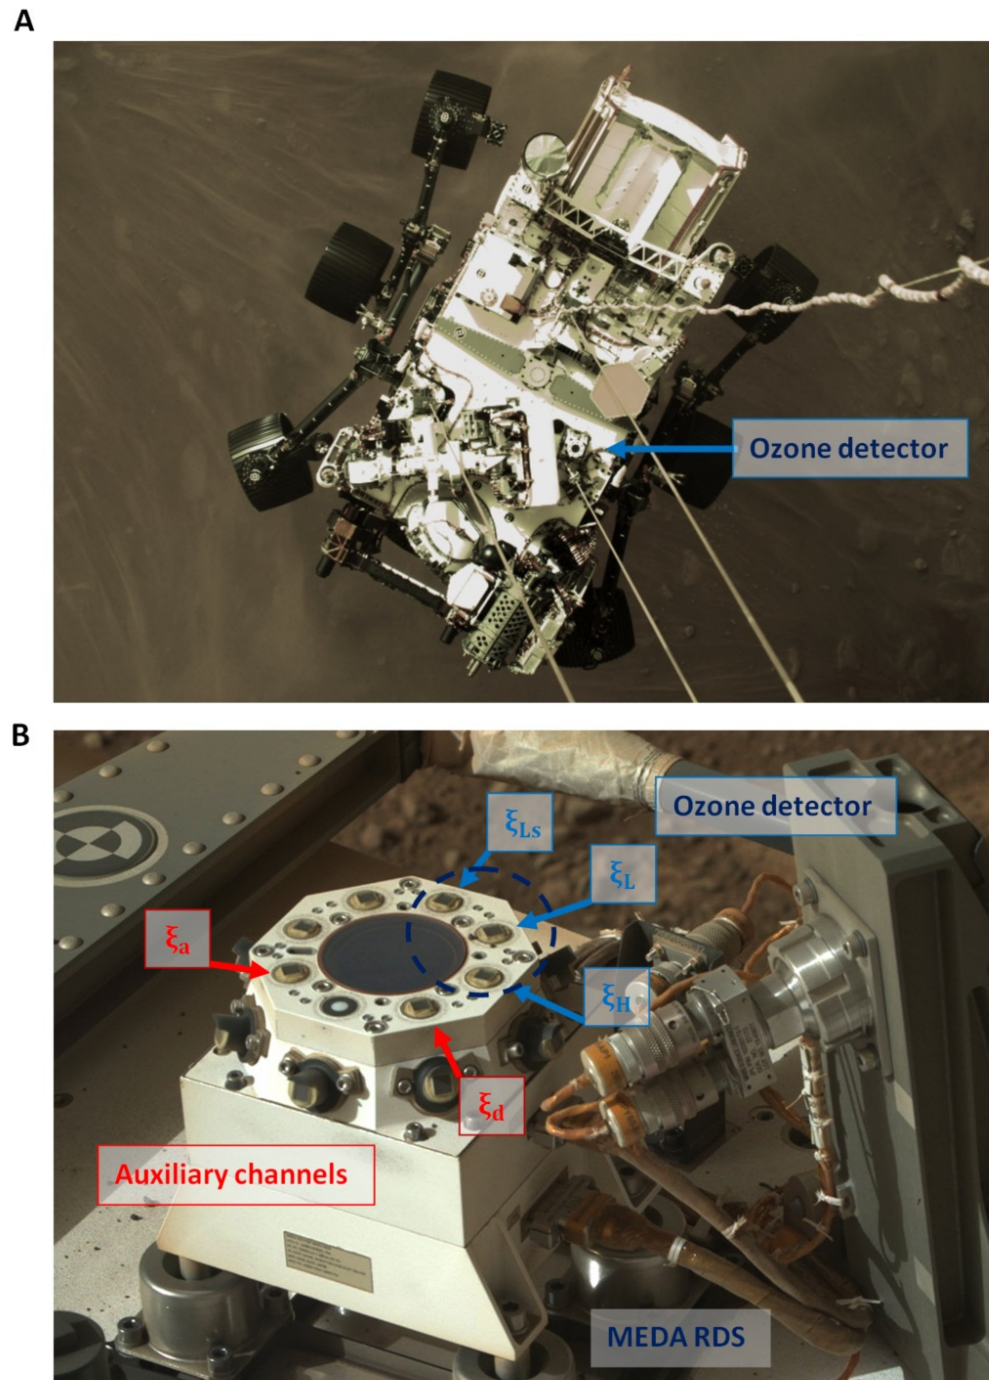 A
Ozone detector
B
Ozone detector
ξLs
ξL
ξa
ξH
ξd
Auxiliary channels
MEDA RDS